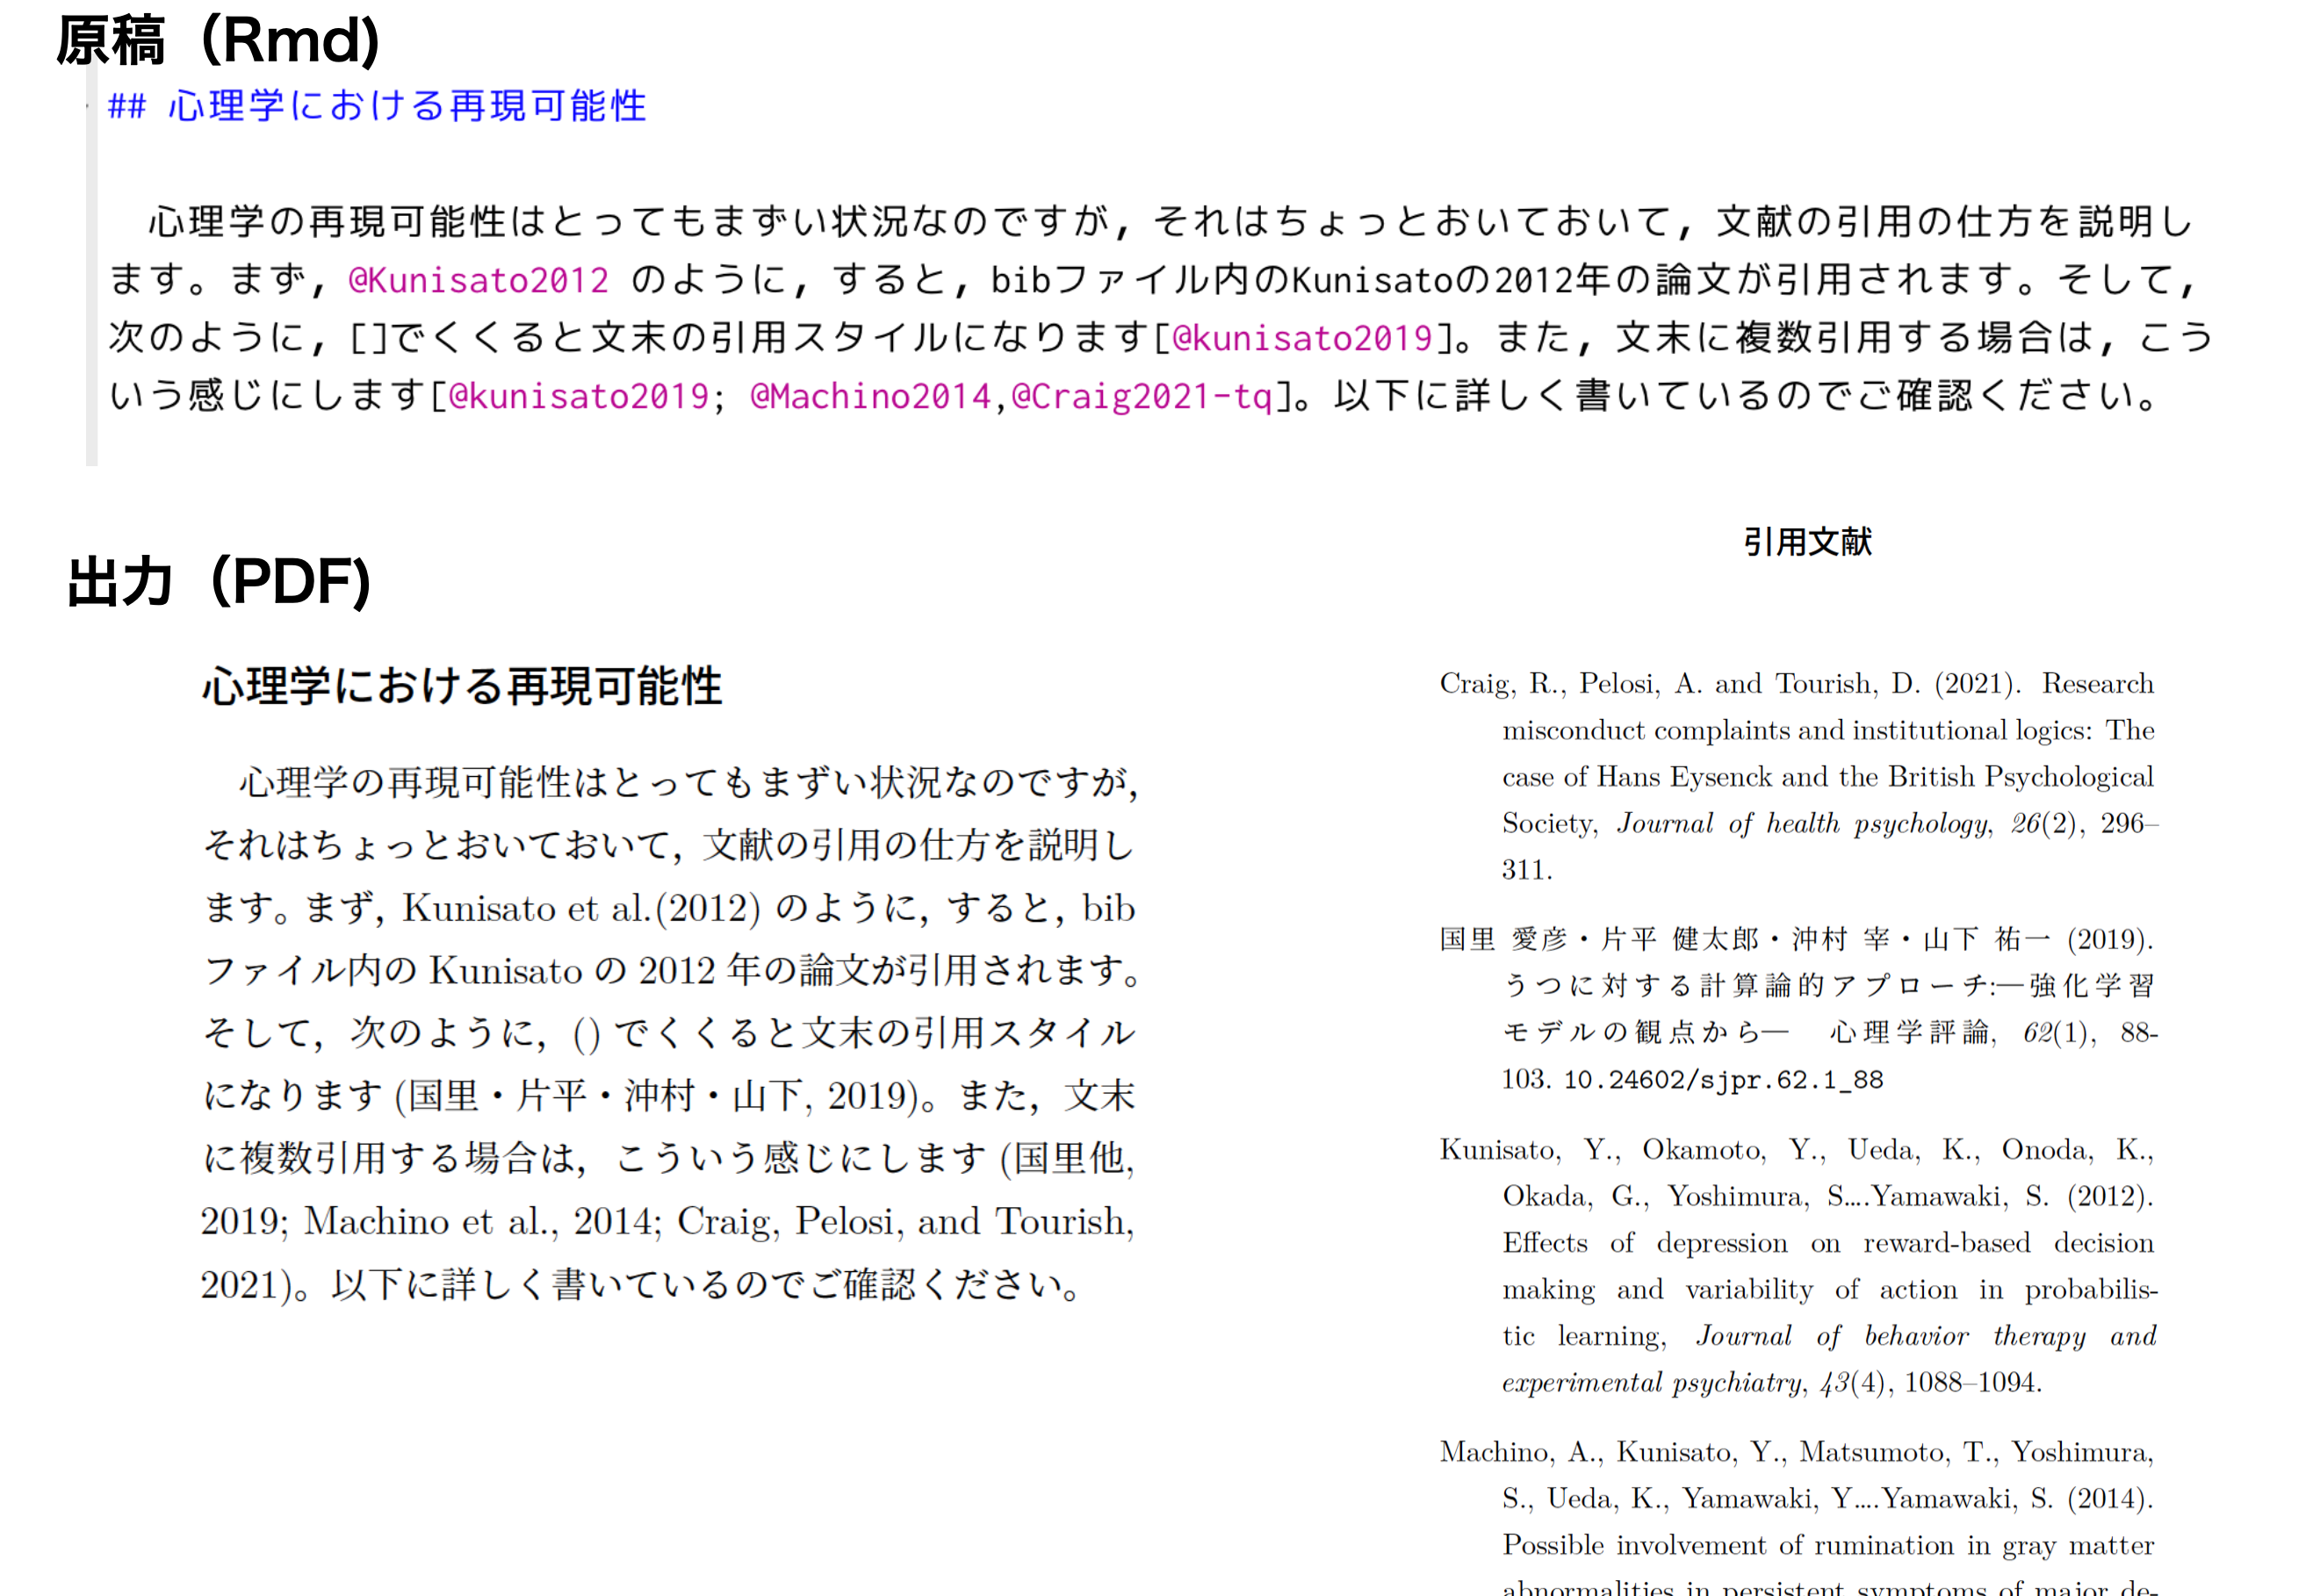 原稿（Rmd)
## 心理学における再現可能性
　心理学の再現可能性はとってもまずい状況なのですが，それはちょっとおいておいて，文献の引用の仕方を説明し
ます。まず，@Kunisato2012 のように，すると，bibファイル内のKunisatoの2012年の論文が引用されます。そして，
次のように，[]でくくると文末の引用スタイルになります[@kunisato2019]。また，文末に複数引用する場合は，こう
いう感じにします[@kunisato2019; @Machino2014,@Craig2021-tq]。以下に詳しく書いているのでご確認ください。
出力（PDF)
心理学における再現可能性
　心理学の再現可能性はとってもまずい状況なのですが，
それはちょっとおいておいて，文献の引用の仕方を説明し
ます。まず，Kunisato et al.(2012) のように，すると，bib
ファイル内の Kunisato の 2012 年の論文が引用されます。
そして，次のように，() でくくると文末の引用スタイル
になります (国里・片平・沖村・山下, 2019)。また，文末
に複数引用する場合は，こういう感じにします (国里他,
2019; Machino et al., 2014; Craig, Pelosi, and Tourish,
2021)。以下に詳しく書いているのでご確認ください。
引用文献
Craig, R., Pelosi, A. and Tourish, D. (2021). Research
misconduct complaints and institutional logics: The
case of Hans Eysenck and the British Psychological
Society, Journal of health psychology, 26(2), 296–
311.
国里 愛彦・片平 健太郎・沖村 宰・山下 祐一 (2019).
うつに対する計算論的アプローチ:—強化学習
モデルの観点から—　心理学評論, 62(1), 88-
103. 10.24602/sjpr.62.1_88
Kunisato, Y., Okamoto, Y., Ueda, K., Onoda, K.,
Okada, G., Yoshimura, S....Yamawaki, S. (2012).
Effects of depression on reward-based decision
making and variability of action in probabilis-
tic learning, Journal of behavior therapy and
experimental psychiatry, 43(4), 1088–1094.
Machino, A., Kunisato, Y., Matsumoto, T., Yoshimura,
S., Ueda, K., Yamawaki, Y....Yamawaki, S. (2014).
Possible involvement of rumination in gray matter
abnormalities in persistent symptoms of major de-